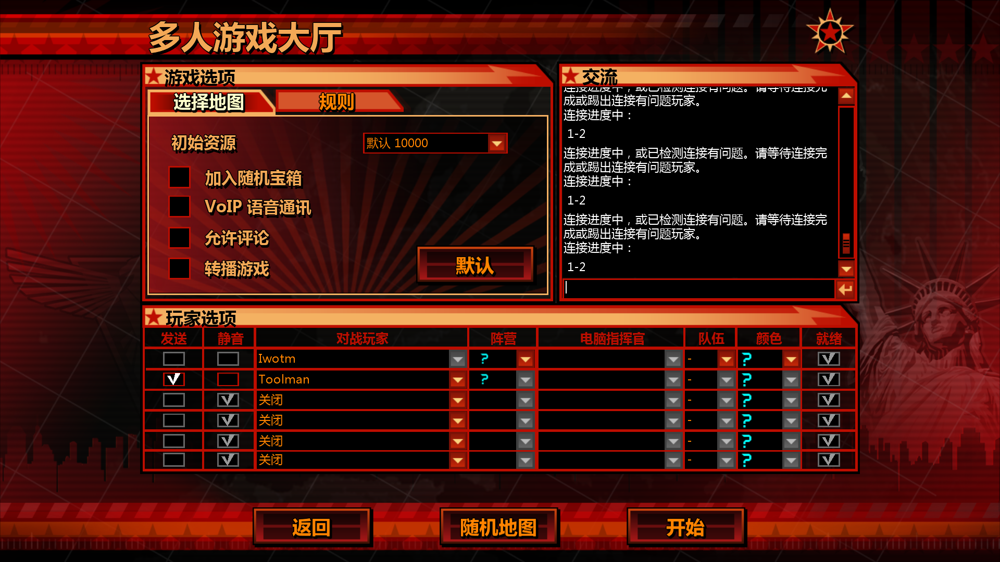 多人游戏大厅
游戏选项
选择地图
规则
初始资源
默认 10000
加入随机宝箱
VoIP 语音通讯
允许评论
转播游戏
默认
交流
连接进度中，或已检测连接有问题。请等待连接完
成或踢出连接有问题玩家。
连接进度中：
1-2
连接进度中，或已检测连接有问题。请等待连接完
成或踢出连接有问题玩家。
连接进度中：
1-2
连接进度中，或已检测连接有问题。请等待连接完
成或踢出连接有问题玩家。
连接进度中：
1-2
玩家选项
发送 静音 对战玩家 阵营 电脑指挥官 队伍 颜色 就绪
Iwotm ? - ?
Toolman ? - ?
关闭 - ?
关闭 - ?
关闭 - ?
关闭 - ?
返回
随机地图
开始